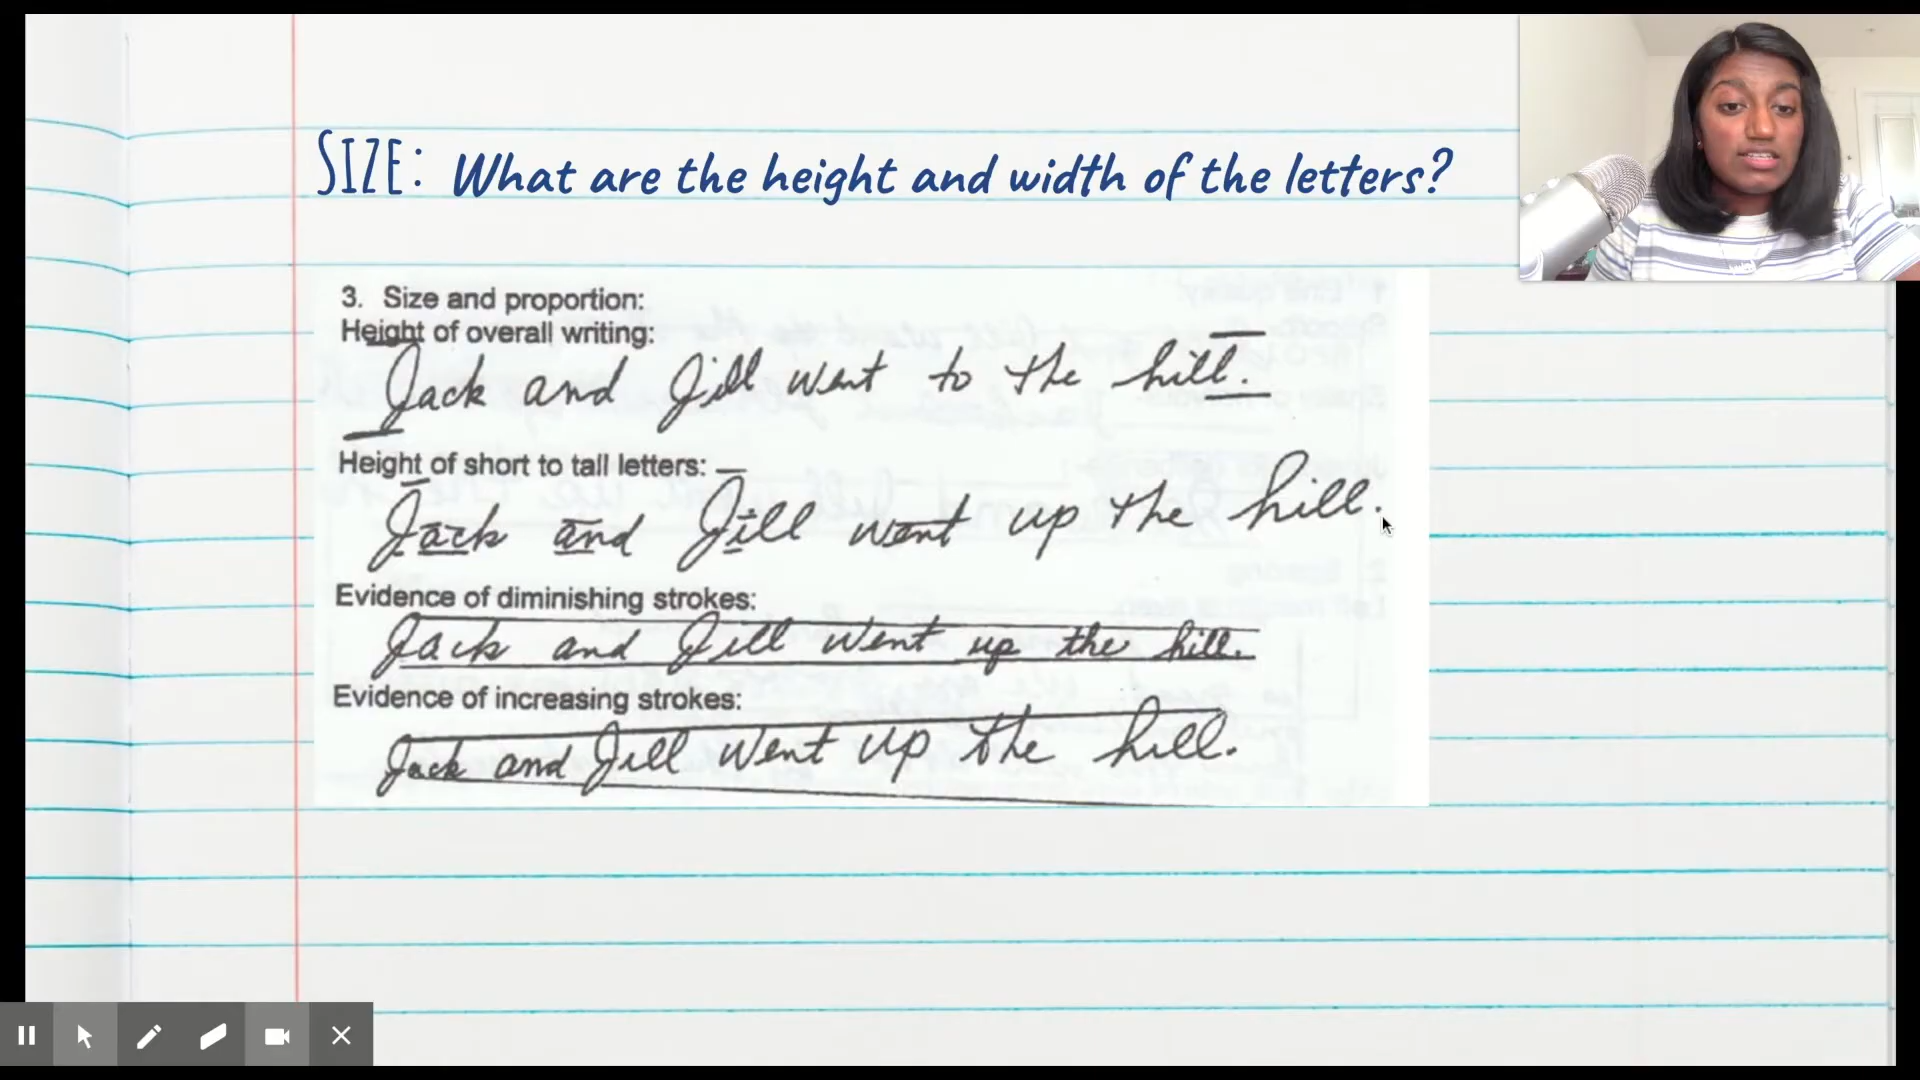 SIZE: What are the height and width of the letters?
3. Size and proportion:
Height of overall writing:
Jack and Jill went to the hill.
Height of short to tall letters:
Jack and Jill went up the hill.
Evidence of diminishing strokes:
Jack and Jill went up the hill.
Evidence of increasing strokes:
Jack and Jill went up the hill.